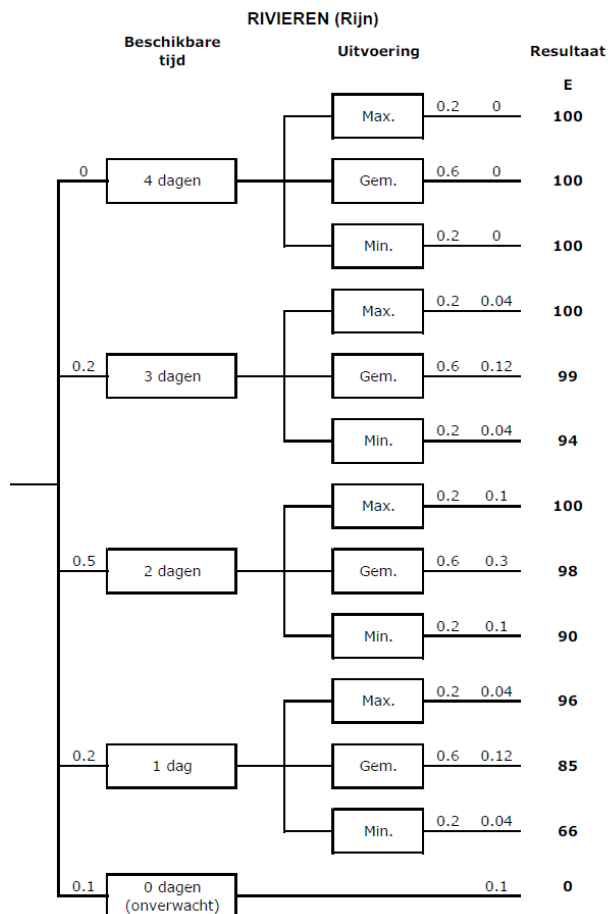 RIVIEREN (Rijn)
Beschikbare tijd Uitvoering Resultaat
E
Max. 0.2 0 100
0 4 dagen Gem. 0.6 0 100
Min. 0.2 0 100
Max. 0.2 0.04 100
0.2 3 dagen Gem. 0.6 0.12 99
Min. 0.2 0.04 94
Max. 0.2 0.1 100
0.5 2 dagen Gem. 0.6 0.3 98
Min. 0.2 0.1 90
Max. 0.2 0.04 96
0.2 1 dag Gem. 0.6 0.12 85
Min. 0.2 0.04 66
0.1 0 dagen 0.1 0
(onverwacht)